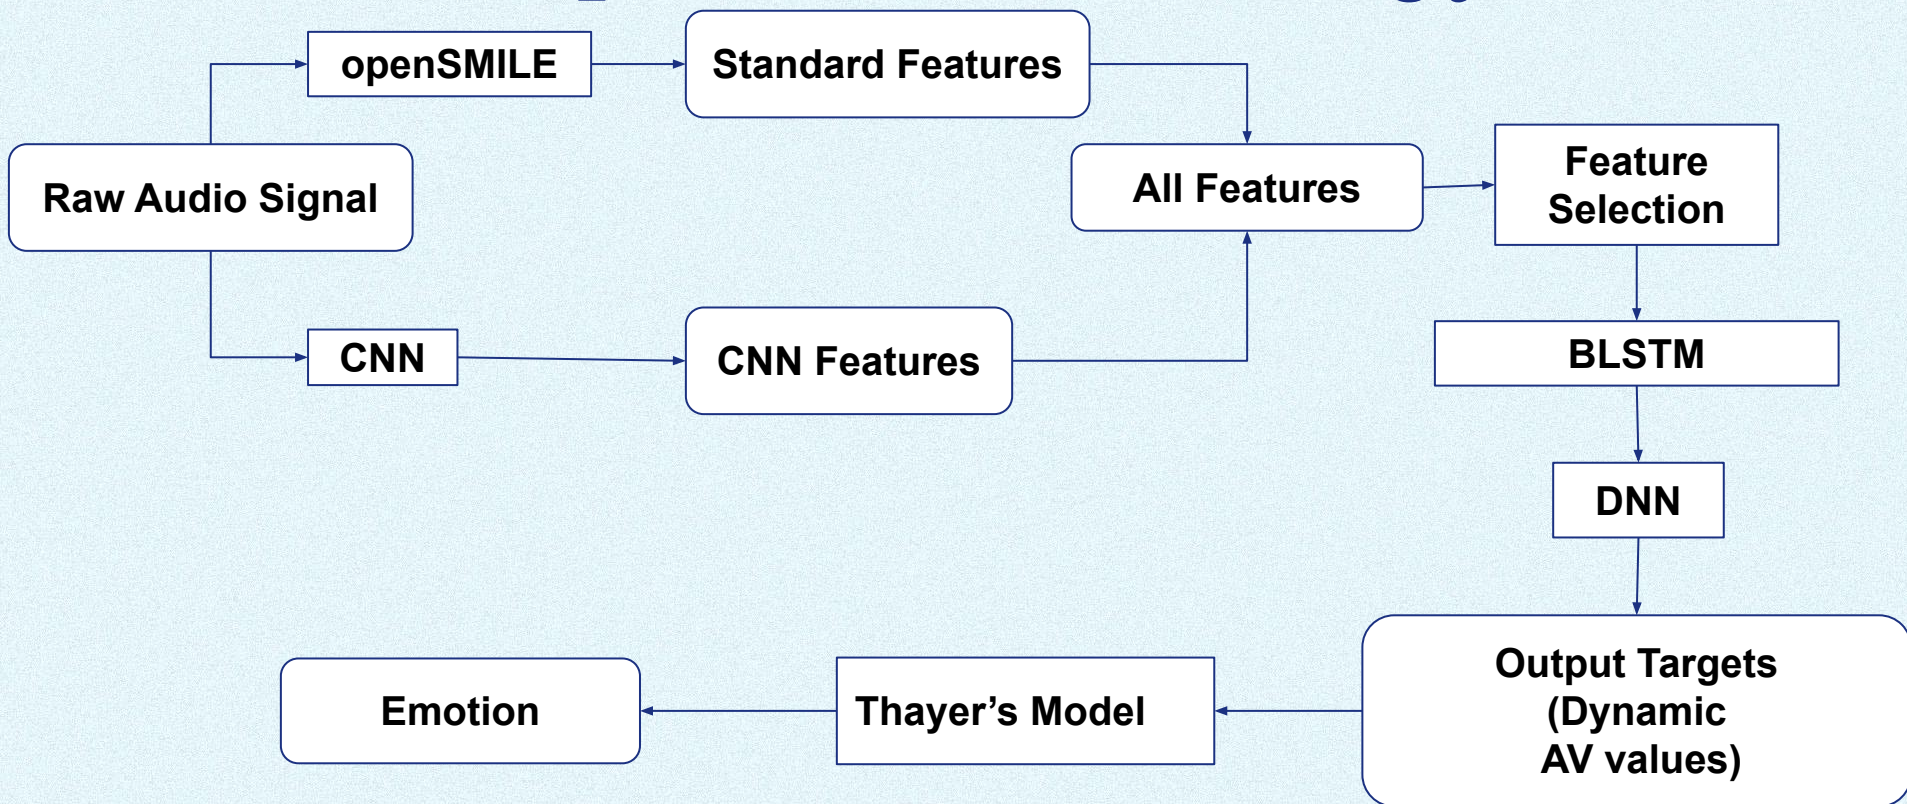 openSMILE
Standard Features
Raw Audio Signal
All Features
Feature
Selection
CNN
CNN Features
BLSTM
DNN
Output Targets
(Dynamic
AV values)
Thayer’s Model
Emotion